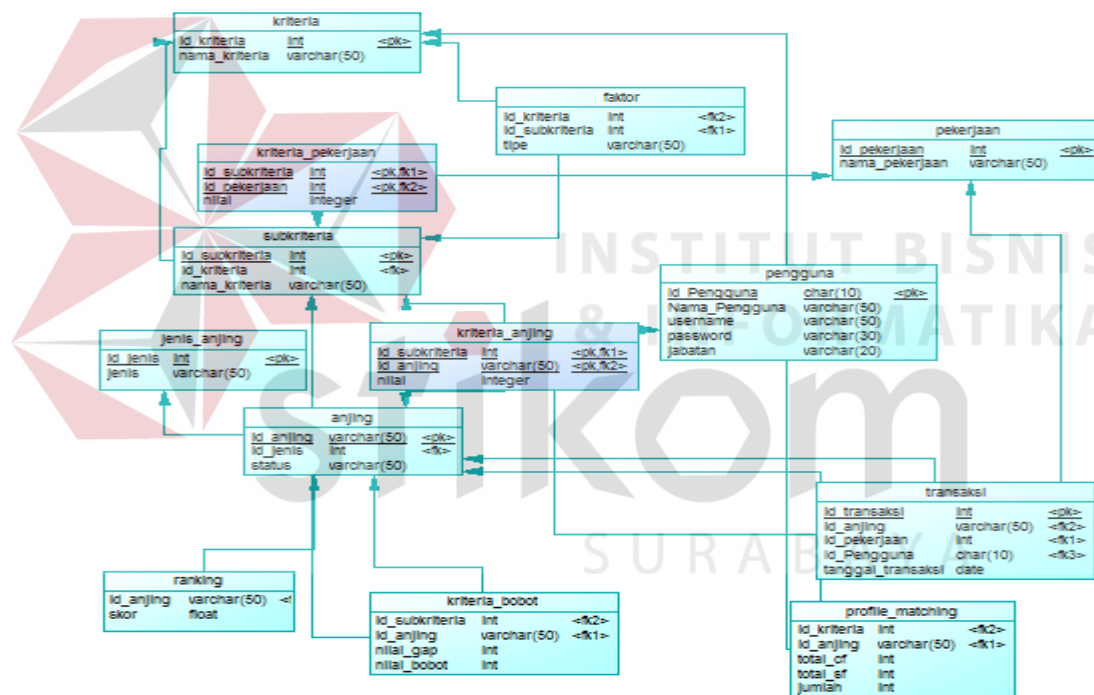 kriteria
id_kriteria int <pk>
nama_kriteria varchar(50)
faktor
id_kriteria int <fk2>
id_subkriteria int <fk1>
tipe varchar(50)
pekerjaan
id_pekerjaan int <pk>
nama_pekerjaan varchar(50)
kriteria_pekerjaan
id_subkriteria int <pk,fk1>
id_pekerjaan int <pk,fk2>
nilai integer
subkriteria
id_subkriteria int <pk>
id_kriteria int <fk>
nama_kriteria varchar(50)
INSTITUT BISNIS
& INFORMATIKA
pengguna
Id_Pengguna char(10) <pk>
Nama_Pengguna varchar(50)
username varchar(50)
password varchar(30)
jabatan varchar(20)
jenis_anjing
id_jenis int <pk>
jenis varchar(50)
kriteria_anjing
id_subkriteria int <pk,fk1>
id_anjing varchar(50) <pk,fk2>
nilai integer
stikom
anjing
id_anjing varchar(50) <pk>
id_jenis int <fk>
status varchar(50)
transaksi
id_transaksi int <pk>
id_anjing varchar(50) <fk2>
id_pekerjaan int <fk1>
Id_Pengguna char(10) <fk3>
tanggal_transaksi date
SURABAYA
ranking
id_anjing varchar(50) <f
skor float
kriteria_bobot
id_subkriteria int <fk2>
id_anjing varchar(50) <fk1>
nilai_gap int
nilai_bobot int
profile_matching
id_kriteria int <fk2>
id_anjing varchar(50) <fk1>
total_cf int
total_sf int
jumlah int